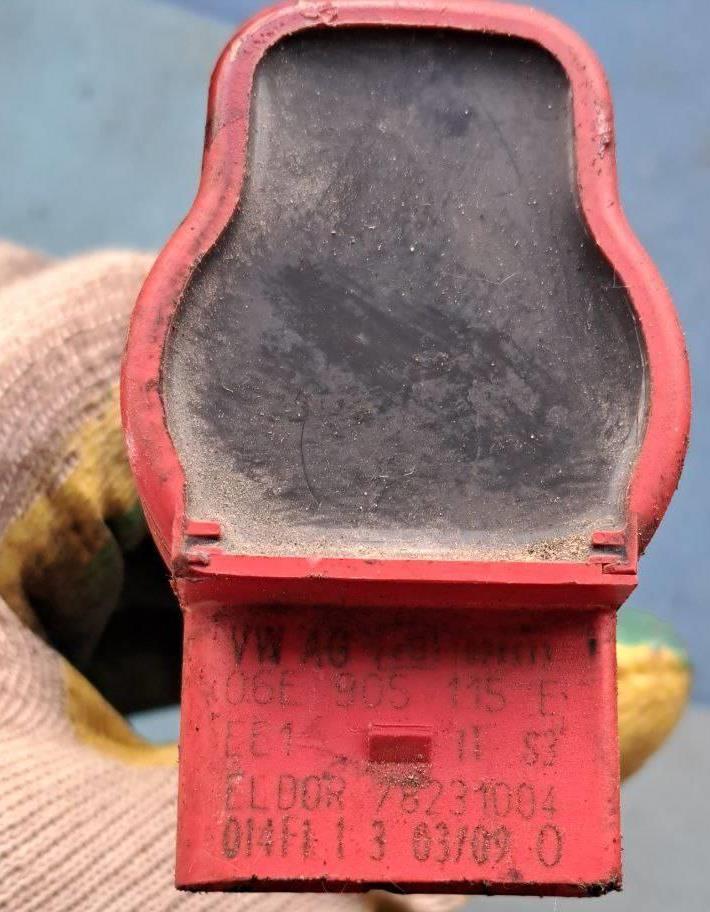 VW AG
06E 905 115 E
EE1 11 S3
ELDOR 78231004
014F1 1 3 03/09 0